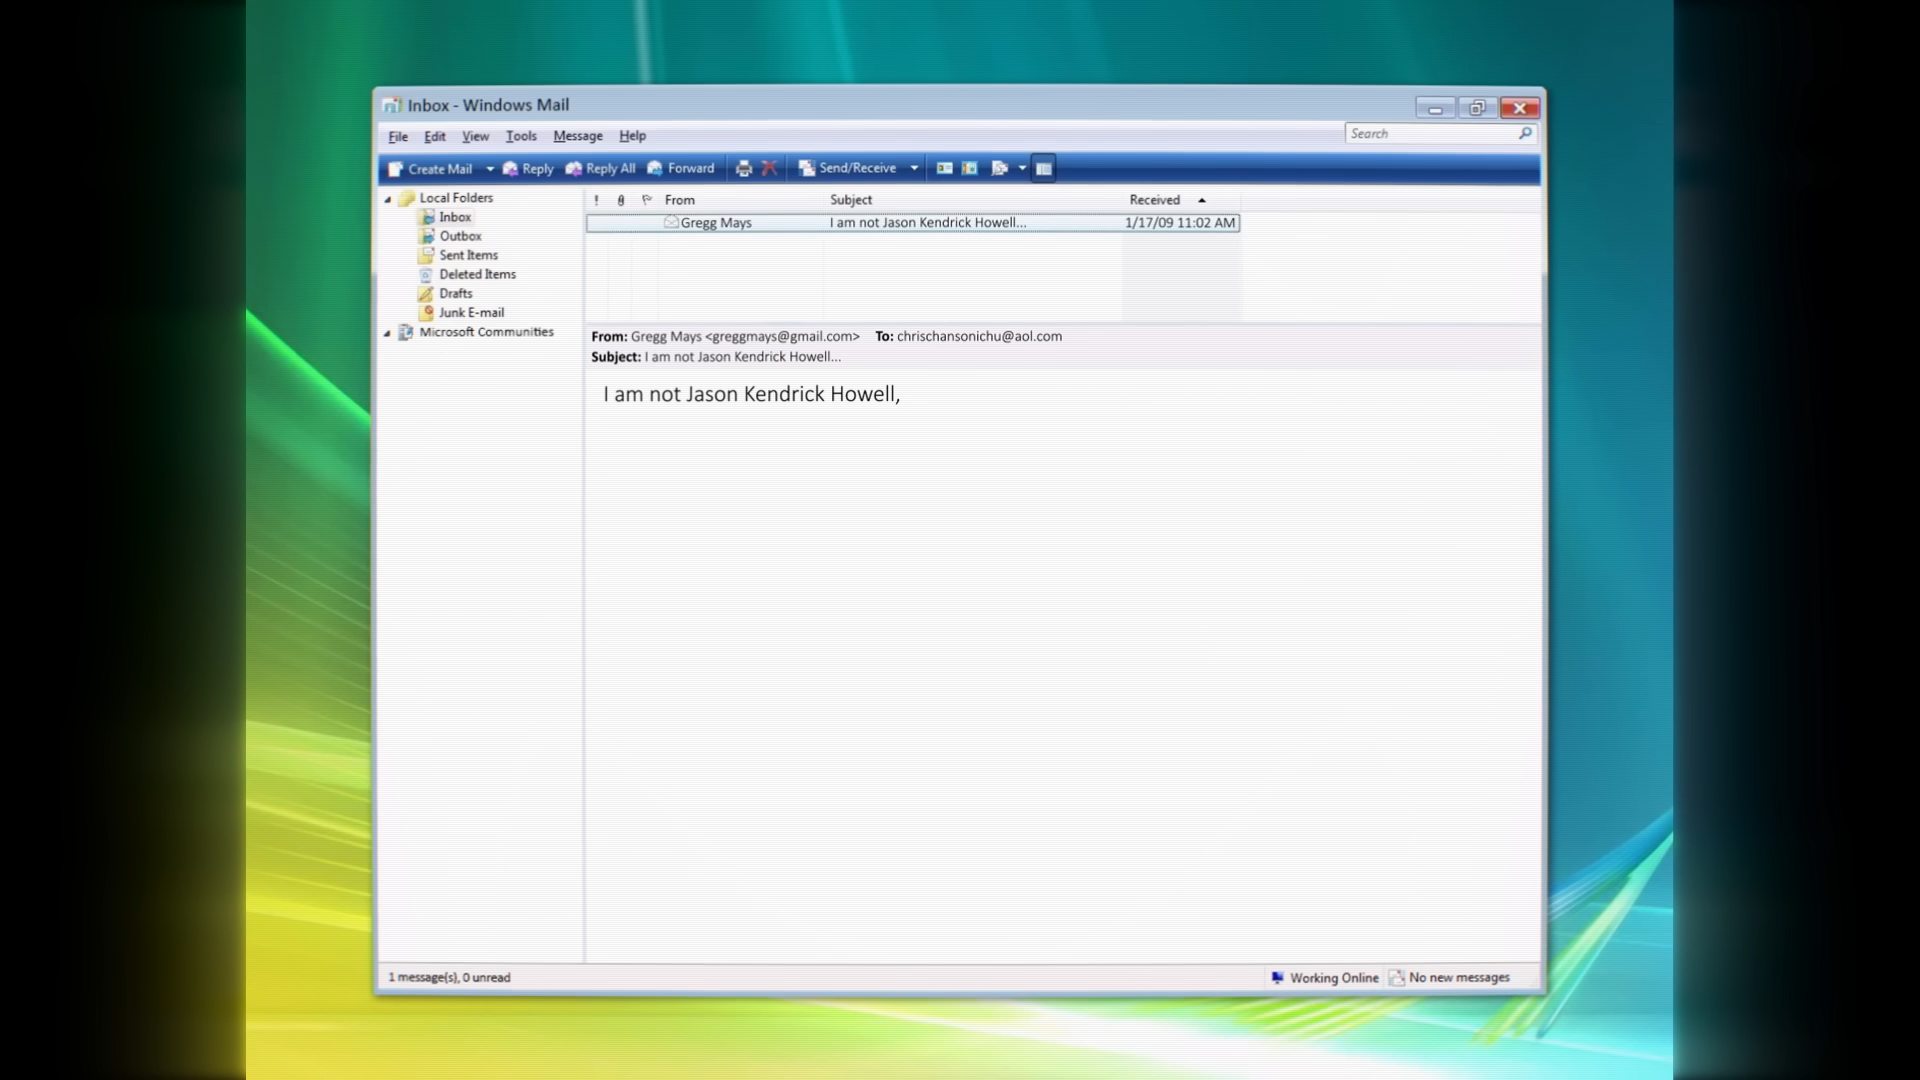 Inbox - Windows Mail
File Edit View Tools Message Help
Search
Create Mail Reply Reply All Forward Send/Receive
Local Folders
Inbox
Outbox
Sent Items
Deleted Items
Drafts
Junk E-mail
Microsoft Communities
! From Subject Received
Gregg Mays I am not Jason Kendrick Howell... 1/17/09 11:02 AM
From: Gregg Mays <greggmays@gmail.com> To: chrischansonichu@aol.com
Subject: I am not Jason Kendrick Howell...
I am not Jason Kendrick Howell,
1 message(s), 0 unread
Working Online No new messages